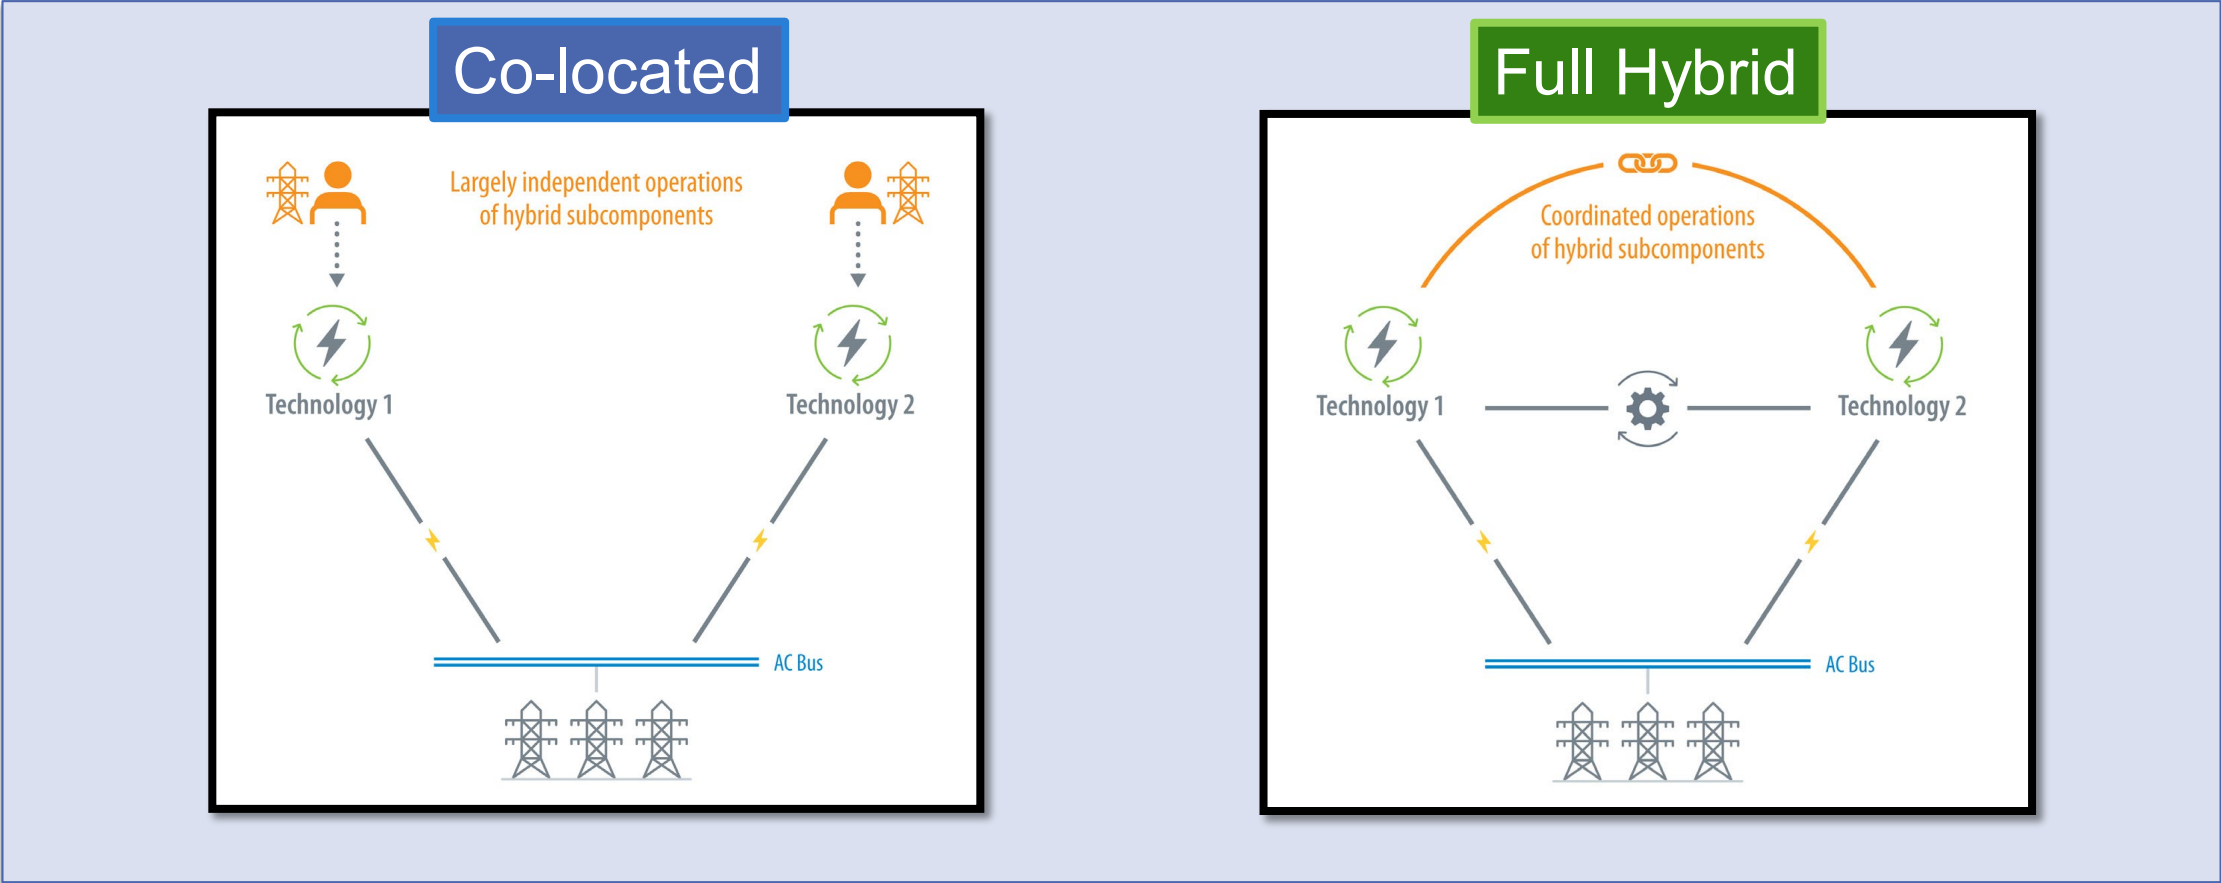 Co-located
Largely independent operations
of hybrid subcomponents
Technology 1
Technology 2
AC Bus
Full Hybrid
Coordinated operations
of hybrid subcomponents
Technology 1
Technology 2
AC Bus